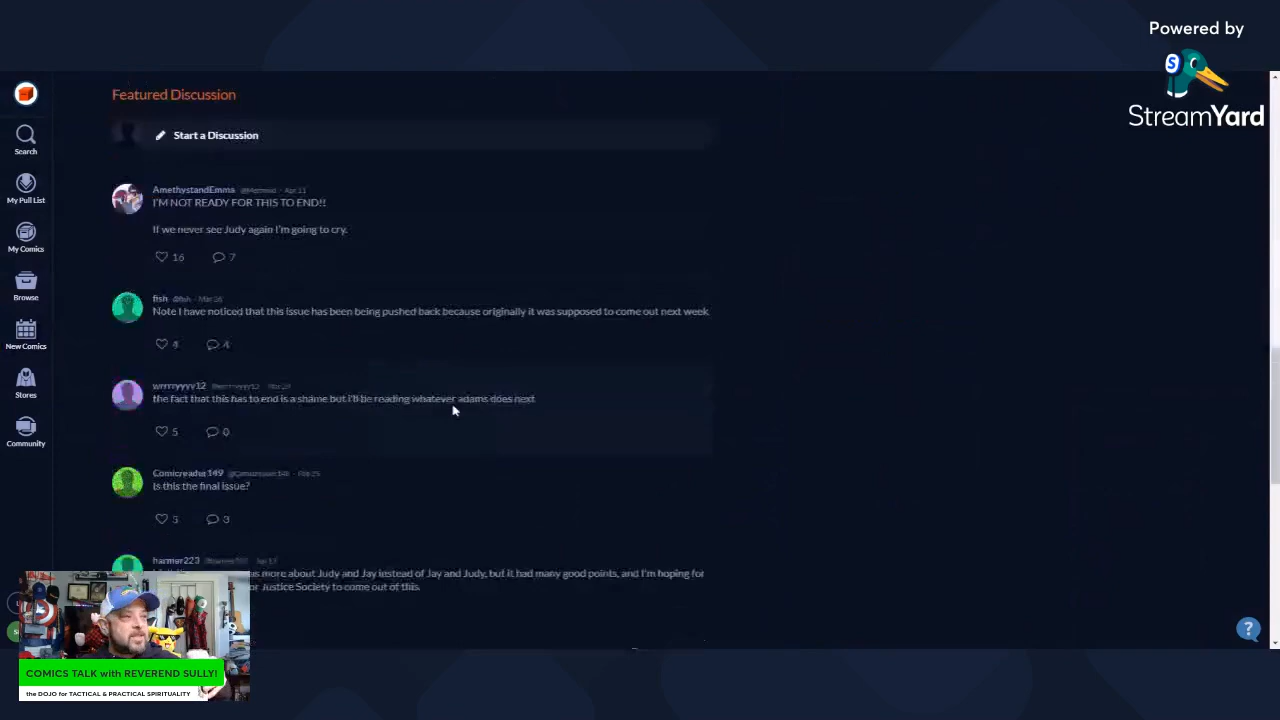 Powered by
StreamYard
Search
My Pull List
My Comics
Browse
New Comics
Stores
Community
Featured Discussion
Start a Discussion
AmethystandEmma Apr 11
I'M NOT READY FOR THIS TO END!!
If we never see Judy again I'm going to cry.
16 7
fish @fish · Mar 26
Note I have noticed that this issue has been being pushed back because originally it was supposed to come out next week
4 4
the fact that this has to end is a shame but i'll be reading whatever adams does next.
5 0
Comicreader149
Is this the final issue?
3
harmer223
s more about Judy and Jay instead of Jay and Judy, but it had many good points, and I'm hoping for
or Justice Society to come out of this.
?
COMICS TALK with REVEREND SULLY!
the DOJO for TACTICAL & PRACTICAL SPIRITUALITY